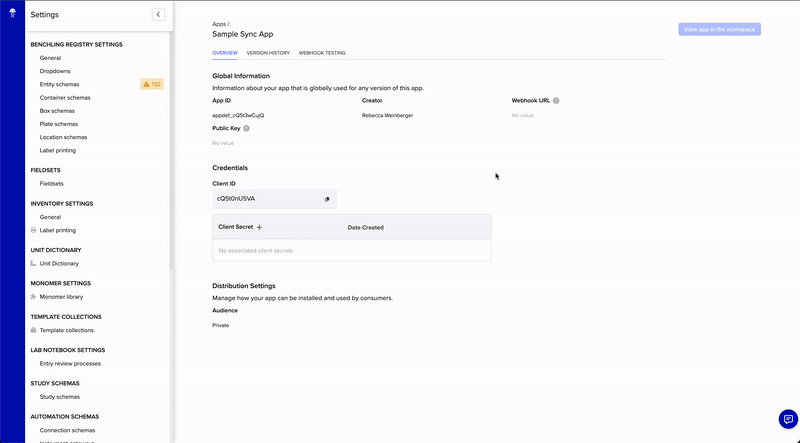 Settings
BENCHLING REGISTRY SETTINGS
General
Dropdowns
Entity schemas
132
Container schemas
Box schemas
Plate schemas
Location schemas
Label printing
FIELDSETS
Fieldsets
INVENTORY SETTINGS
General
Label printing
UNIT DICTIONARY
Unit Dictionary
MONOMER SETTINGS
Monomer library
TEMPLATE COLLECTIONS
Template collections
LAB NOTEBOOK SETTINGS
Entry review processes
STUDY SCHEMAS
Study schemas
AUTOMATION SCHEMAS
Connection schemas
Apps /
Sample Sync App
View app in the workspace
OVERVIEW VERSION HISTORY WEBHOOK TESTING
Global Information
Information about your app that is globally used for any version of this app.
App ID Creator Webhook URL ?
appdef_cQ5t3wCujQ Rebecca Weinberger No value
Public Key ?
No value
Credentials
Client ID
cQ5t0nU5VA
Client Secret + Date Created
No associated client secrets
Distribution Settings
Manage how your app can be installed and used by consumers.
Audience
Private